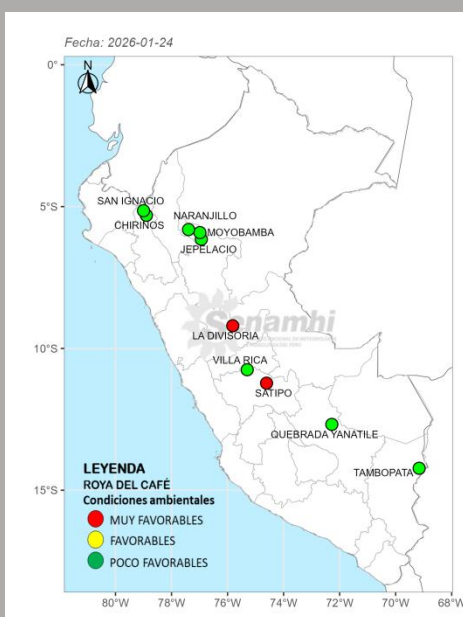 Fecha: 2026-01-24
N
0°
5°S
10°S
15°S
SAN IGNACIO
CHIRINOS
NARANJILLO
MOYOBAMBA
JEPELACIO
Senamhi
LA DIVISORIA
VILLA RICA
SATIPO
QUEBRADA YANATILE
TAMBOPATA
LEYENDA
ROYA DEL CAFÉ
Condiciones ambientales
MUY FAVORABLES
FAVORABLES
POCO FAVORABLES
80°W 78°W 76°W 74°W 72°W 70°W 68°W